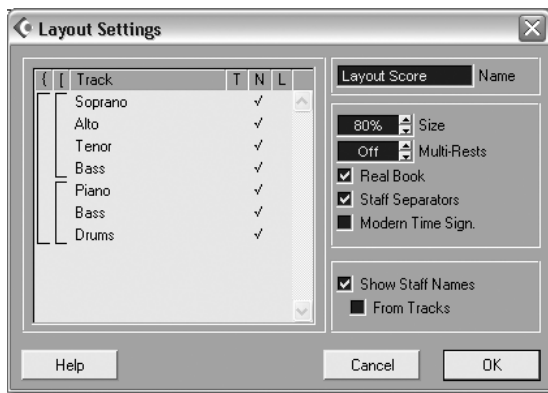 Layout Settings
{ [ Track T N L
Soprano √
Alto √
Tenor √
Bass √
Piano √
Bass √
Drums √
Layout Score Name
80% Size
Off Multi-Rests
Real Book
Staff Separators
Modern Time Sign.
Show Staff Names
From Tracks
Help Cancel OK